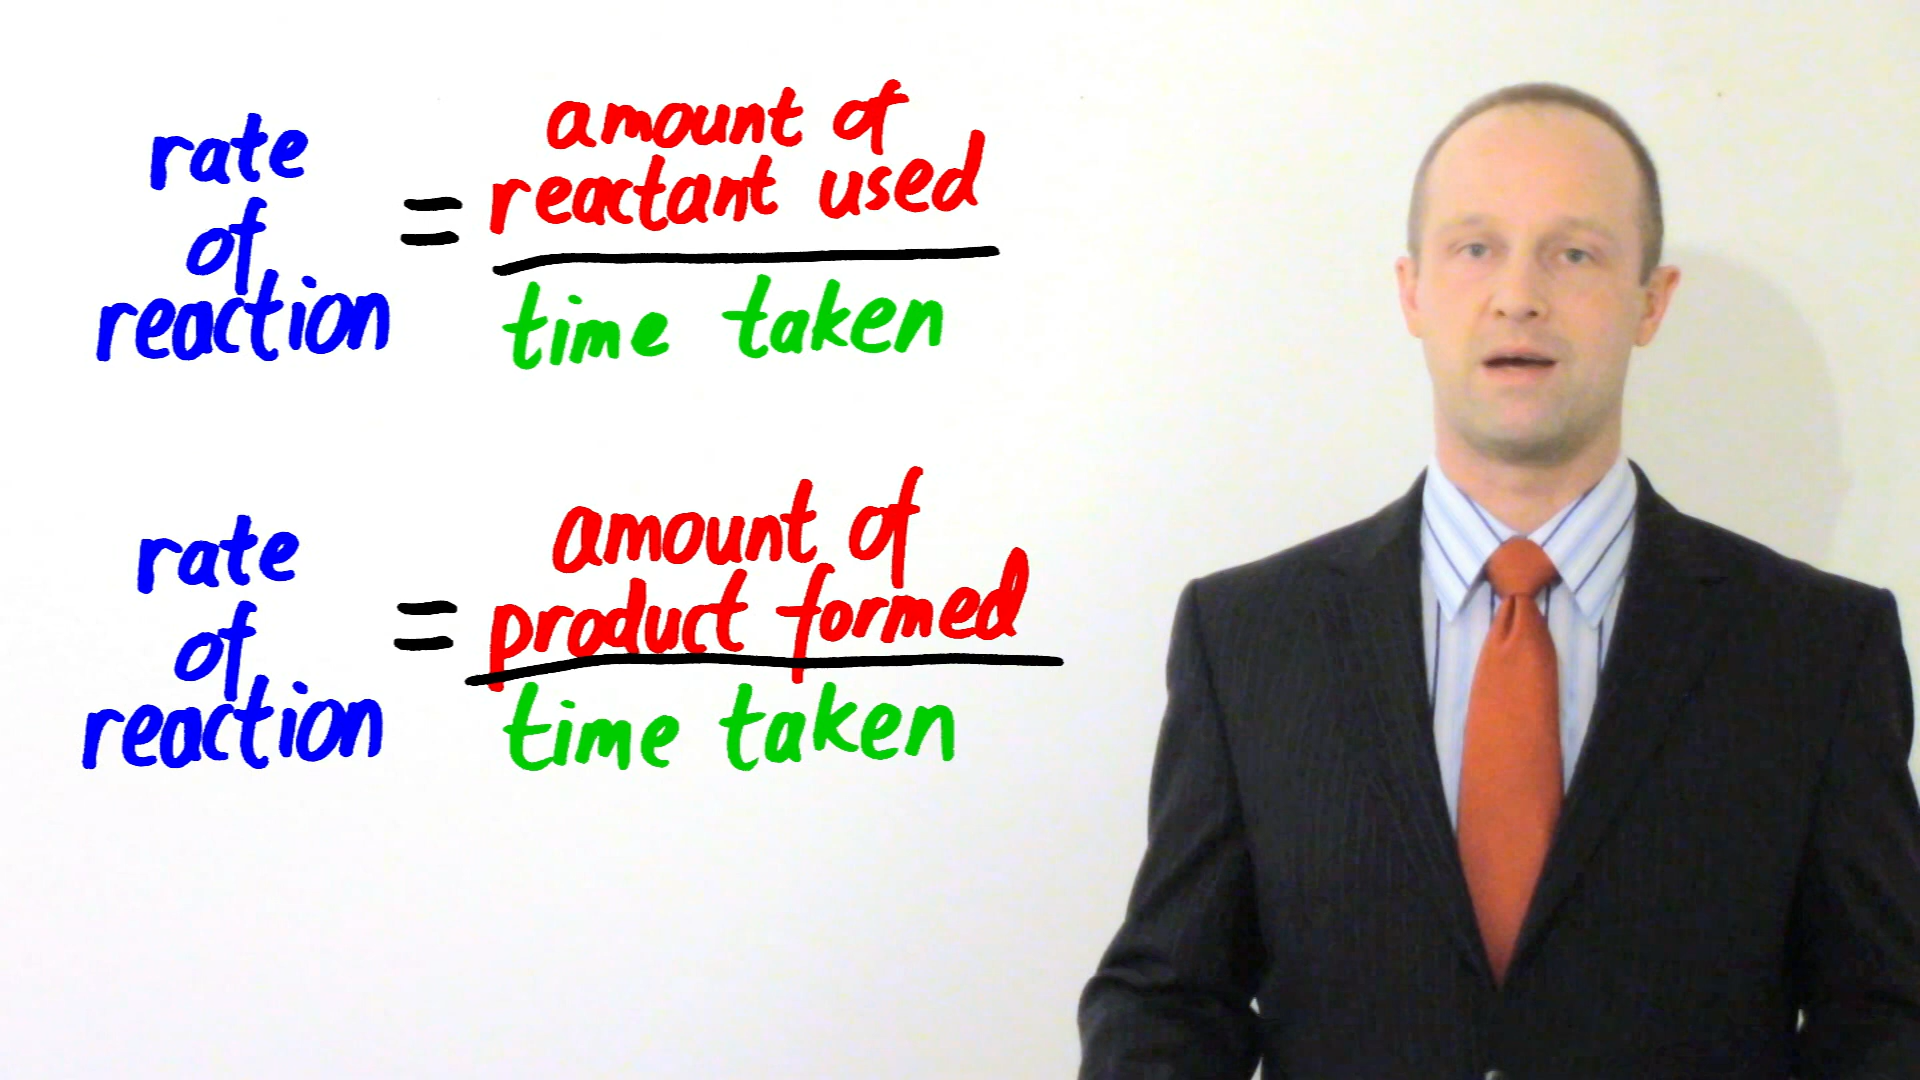 rate
of
reaction
=
amount of
reactant used
time taken
rate
of
reaction
=
amount of
product formed
time taken